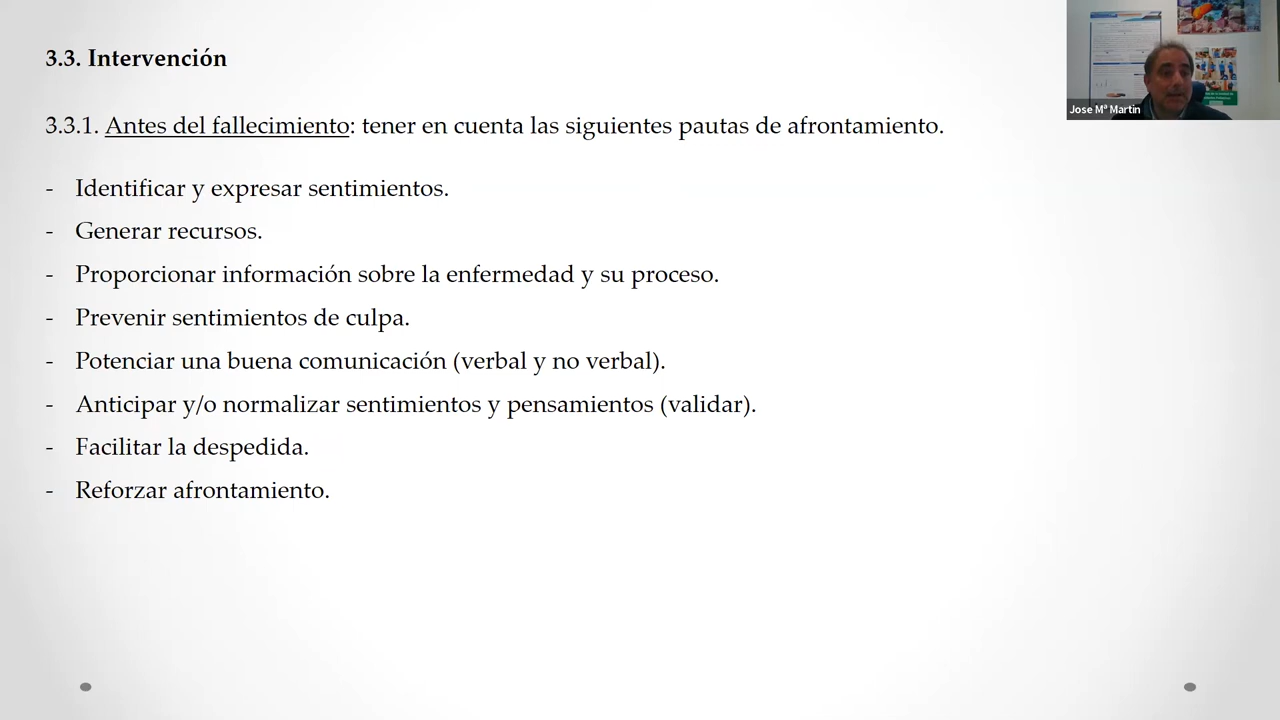 3.3. Intervención
Jose Mª Martín
3.3.1. Antes del fallecimiento: tener en cuenta las siguientes pautas de afrontamiento.
- Identificar y expresar sentimientos.
- Generar recursos.
- Proporcionar información sobre la enfermedad y su proceso.
- Prevenir sentimientos de culpa.
- Potenciar una buena comunicación (verbal y no verbal).
- Anticipar y/o normalizar sentimientos y pensamientos (validar).
- Facilitar la despedida.
- Reforzar afrontamiento.